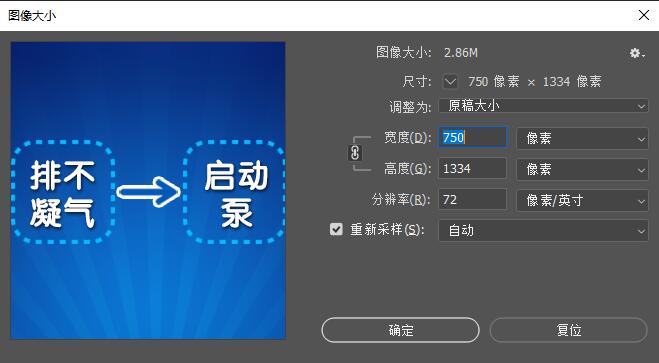 图像大小
图像大小: 2.86M
尺寸: 750 像素 × 1334 像素
调整为: 原稿大小
宽度(D): 750 像素
高度(G): 1334 像素
分辨率(R): 72 像素/英寸
重新采样(S): 自动
排不 启动
凝气 泵
确定 复位